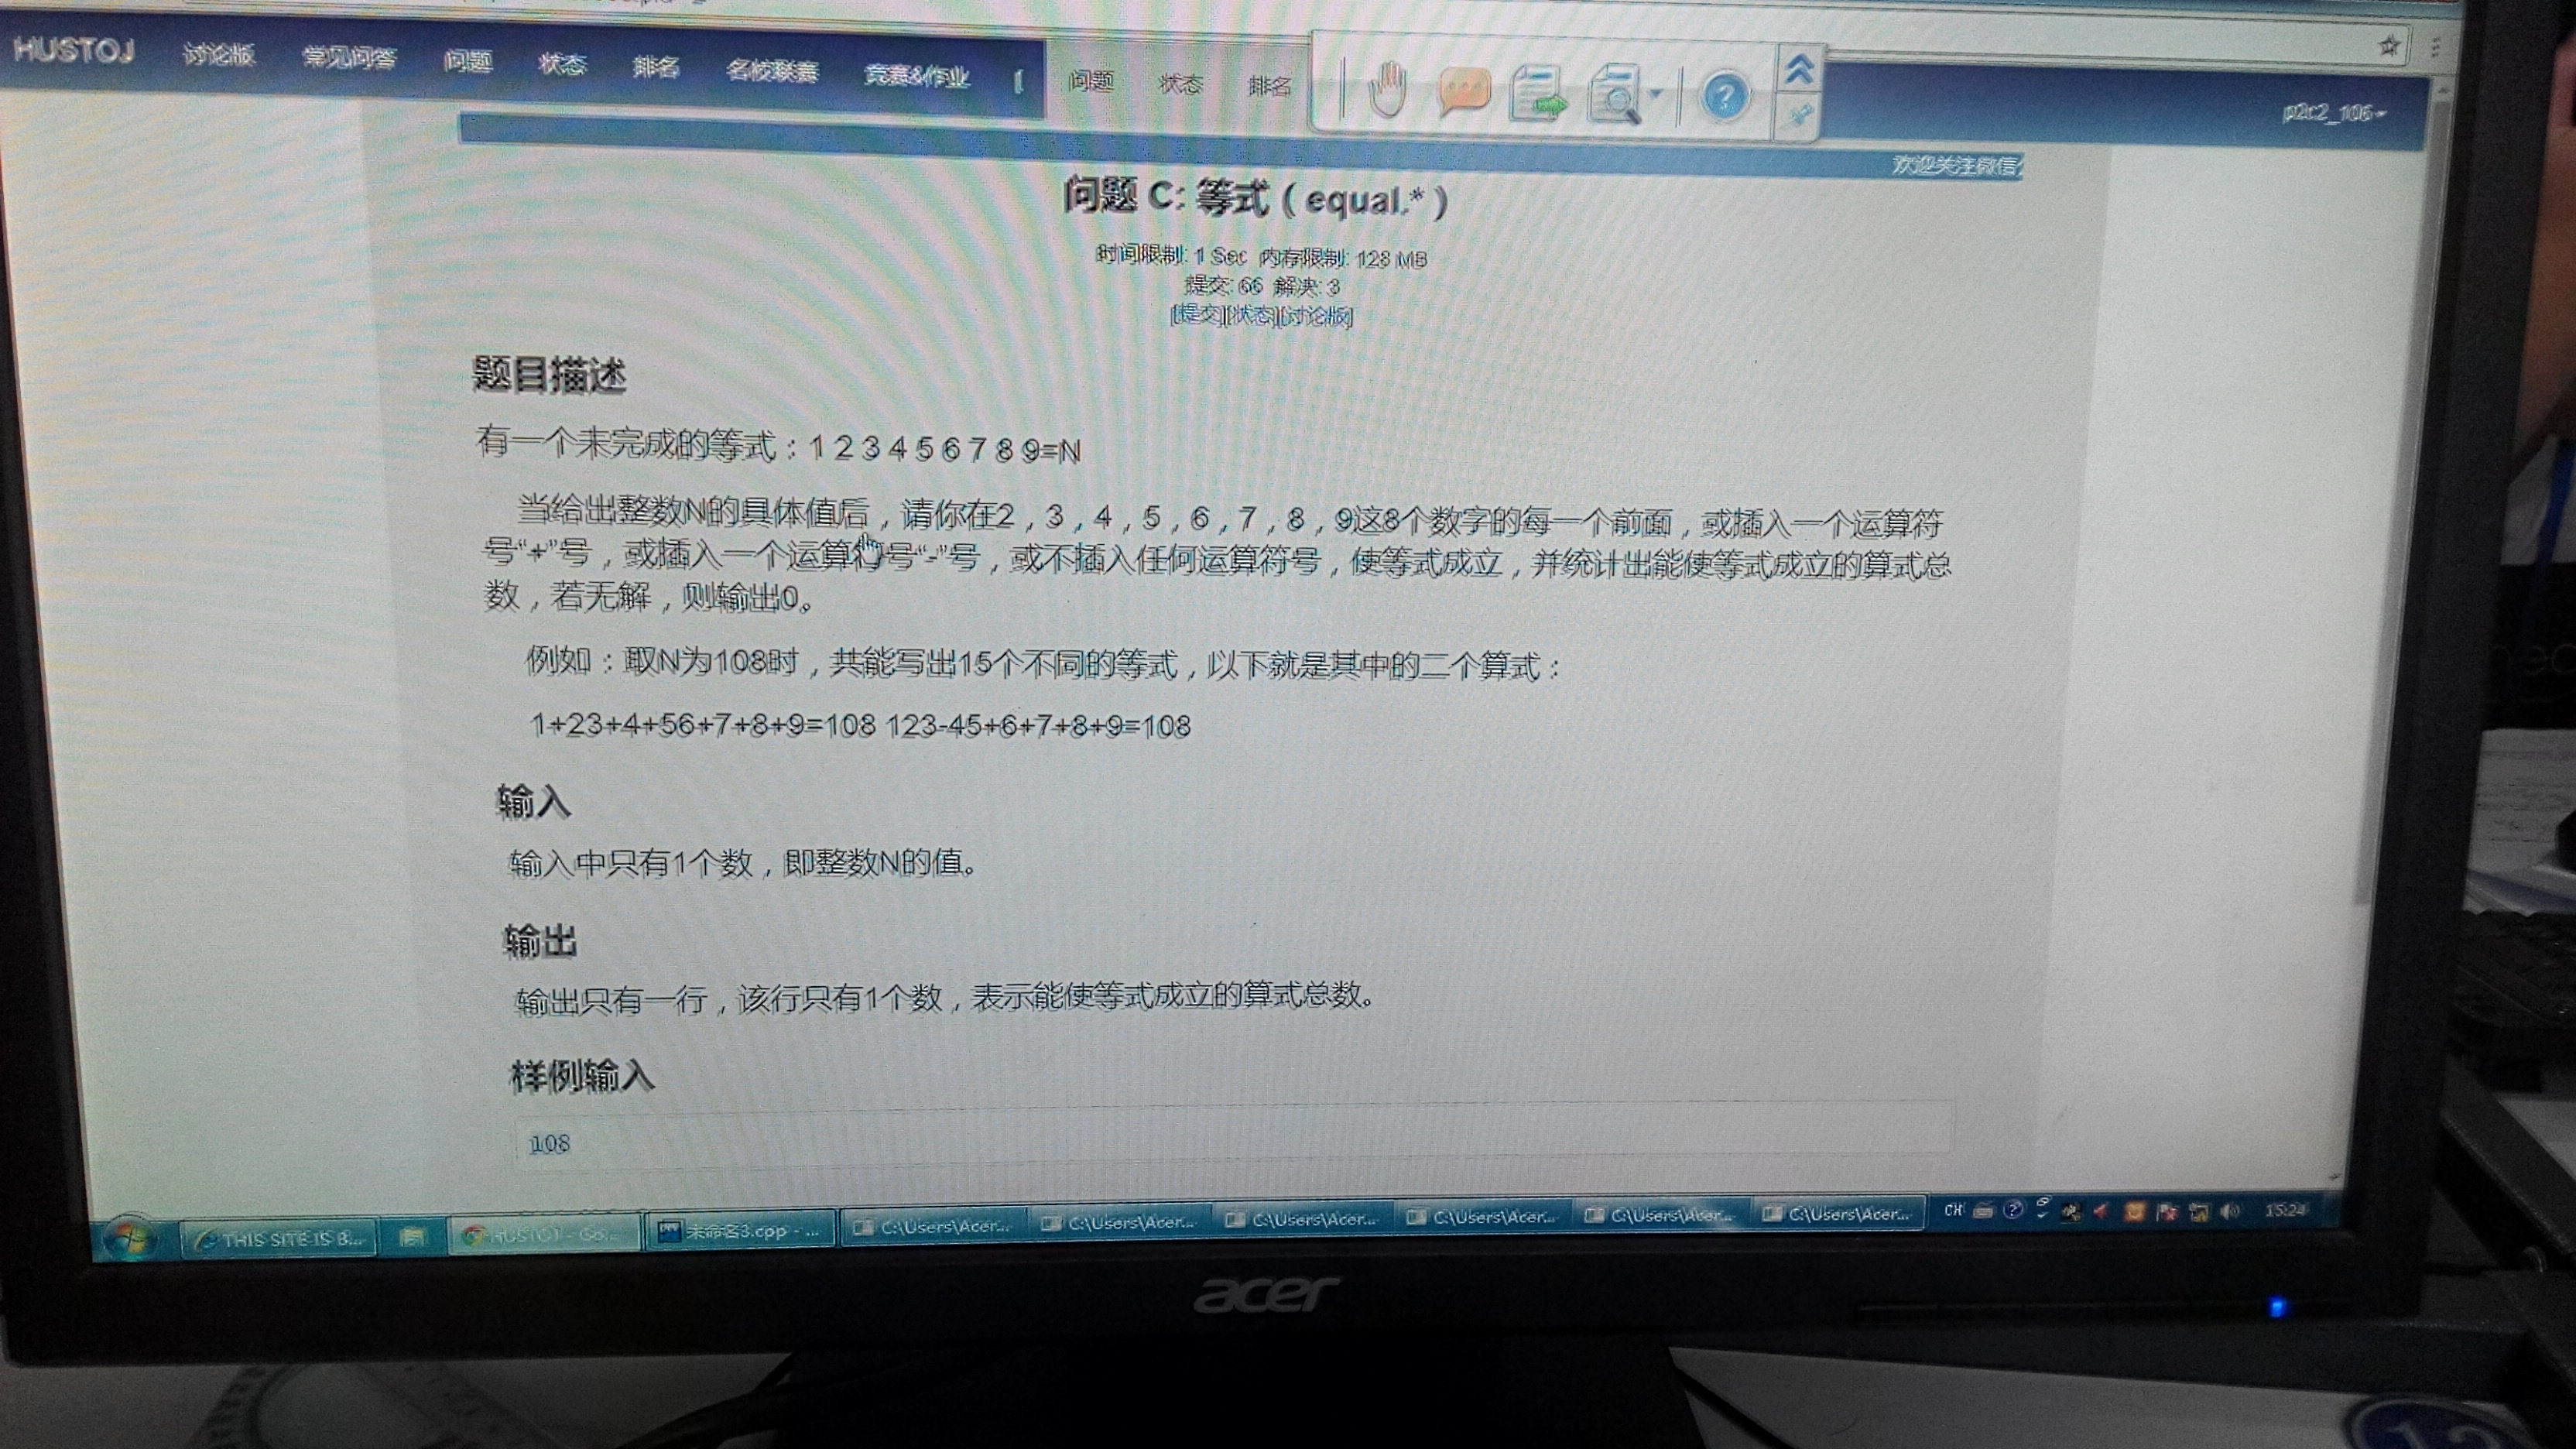 HUSTOJ 讨论版 常见问答 问题 状态 排名 名校联赛 竞赛&作业 [ 问题 状态 排名
p2c2_106
欢迎关注微信
问题 C: 等式 ( equal.* )
时间限制: 1 Sec 内存限制: 128 MB
提交: 66 解决: 3
[提交][状态][讨论版]
题目描述
有一个未完成的等式：1 2 3 4 5 6 7 8 9=N
当给出整数N的具体值后，请你在2，3，4，5，6，7，8，9这8个数字的每一个前面，或插入一个运算符
号“+”号，或插入一个运算符号“-”号，或不插入任何运算符号，使等式成立，并统计出能使等式成立的算式总
数，若无解，则输出0。
例如：取N为108时，共能写出15个不同的等式，以下就是其中的二个算式：
1+23+4+56+7+8+9=108 123-45+6+7+8+9=108
输入
输入中只有1个数，即整数N的值。
输出
输出只有一行，该行只有1个数，表示能使等式成立的算式总数。
样例输入
108
THIS SITE IS B... HUSTOJ - Go... 未命名3.cpp - ... C:\Users\Acer... C:\Users\Acer... C:\Users\Acer... C:\Users\Acer... C:\Users\Acer... C:\Users\Acer... CH 15:24
acer